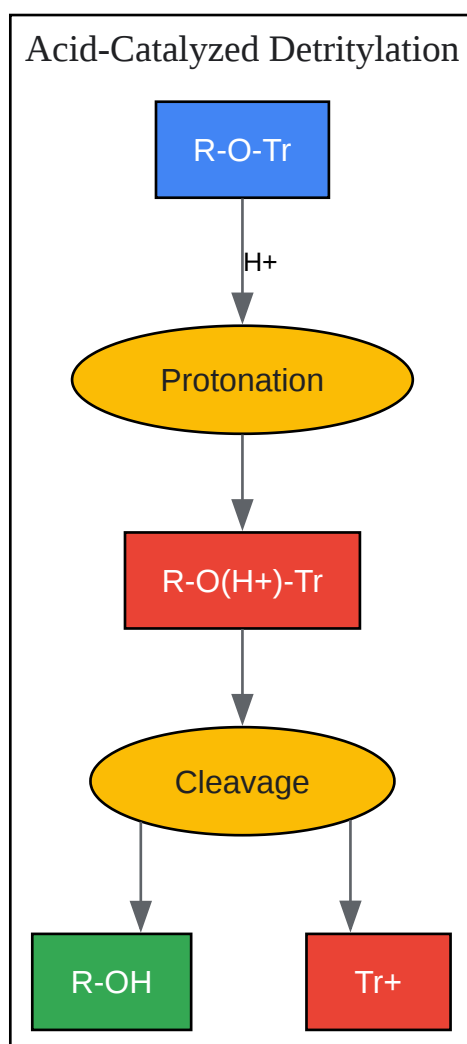 Acid-Catalyzed Detritylation
R-O-Tr
H+
Protonation
R-O(H+)-Tr
Cleavage
R-OH
Tr+